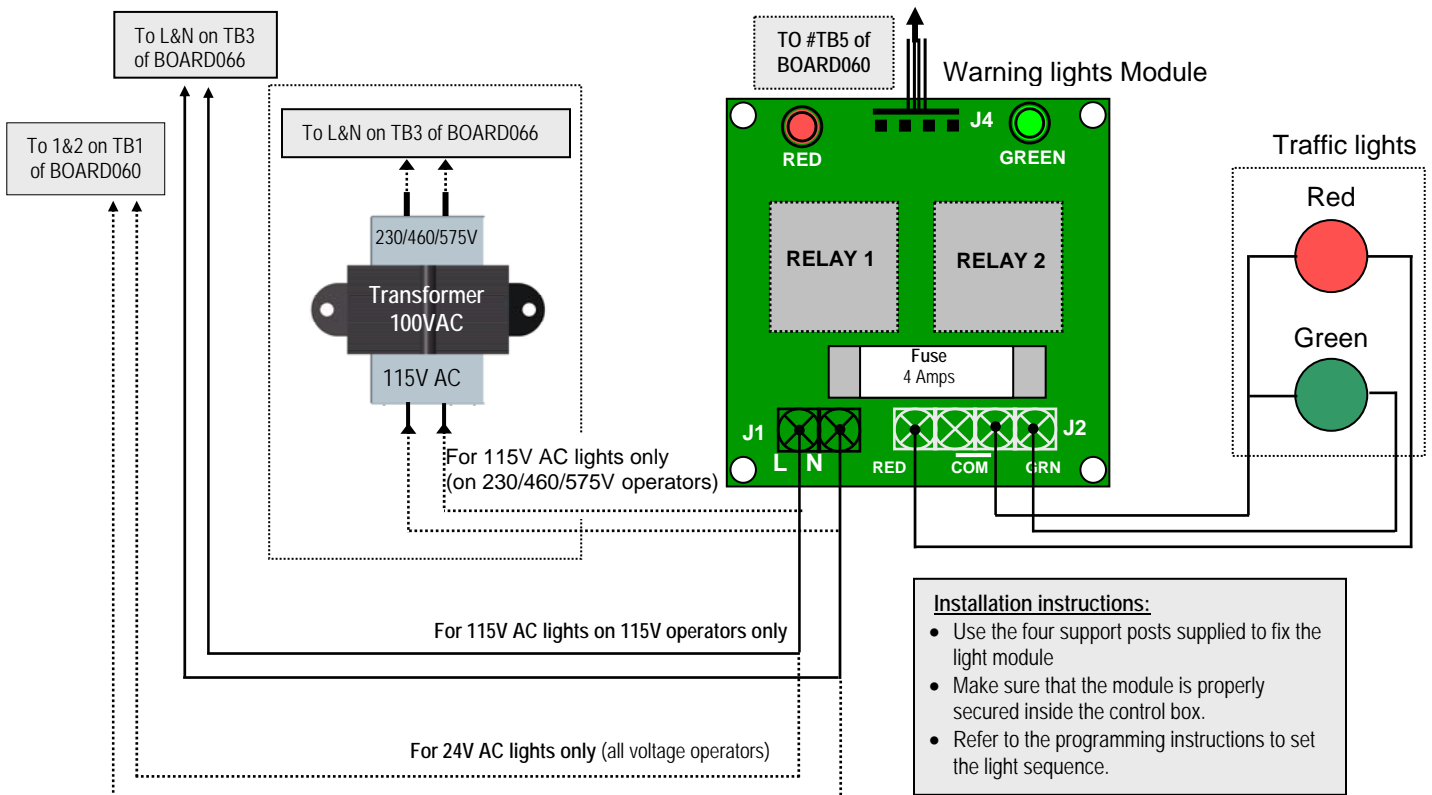 To L&N on TB3
of BOARD066
To 1&2 on TB1
of BOARD060
To L&N on TB3 of BOARD066
230/460/575V
Transformer
100VAC
115V AC
For 115V AC lights only
(on 230/460/575V operators)
For 115V AC lights on 115V operators only
For 24V AC lights only (all voltage operators)
TO #TB5 of
BOARD060
Warning lights Module
J4
RED
GREEN
RELAY 1
RELAY 2
Fuse
4 Amps
J1
J2
L N
RED
COM
GRN
Traffic lights
Red
Green
Installation instructions:
• Use the four support posts supplied to fix the
light module
• Make sure that the module is properly
secured inside the control box.
• Refer to the programming instructions to set
the light sequence.